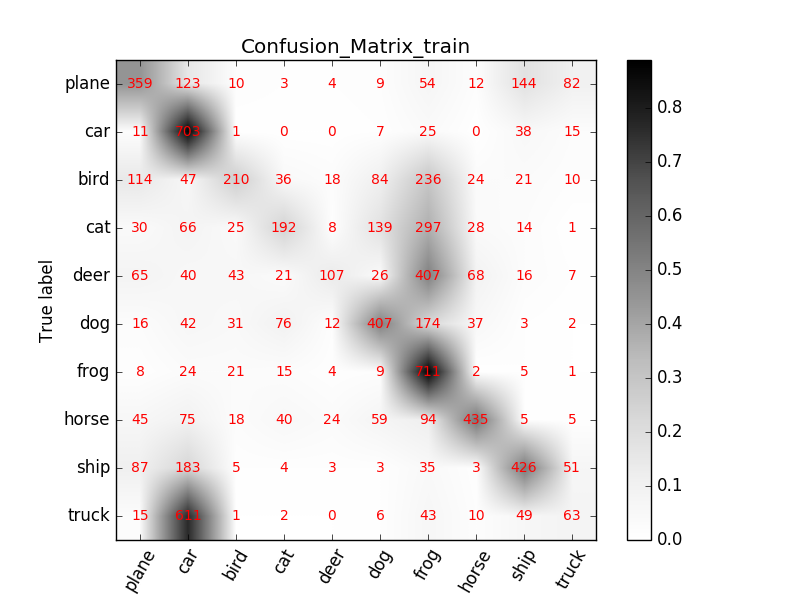 Confusion_Matrix_train
plane 359 123 10 3 4 9 54 12 144 82
car 11 703 1 0 0 7 25 0 38 15
bird 114 47 210 36 18 84 236 24 21 10
cat 30 66 25 192 8 139 297 28 14 1
deer 65 40 43 21 107 26 407 68 16 7
dog 16 42 31 76 12 407 174 37 3 2
frog 8 24 21 15 4 9 711 2 5 1
horse 45 75 18 40 24 59 94 435 5 5
ship 87 183 5 4 3 3 35 3 426 51
truck 15 611 1 2 0 6 43 10 49 63
plane car bird cat deer dog frog horse ship truck
True label
0.8
0.7
0.6
0.5
0.4
0.3
0.2
0.1
0.0